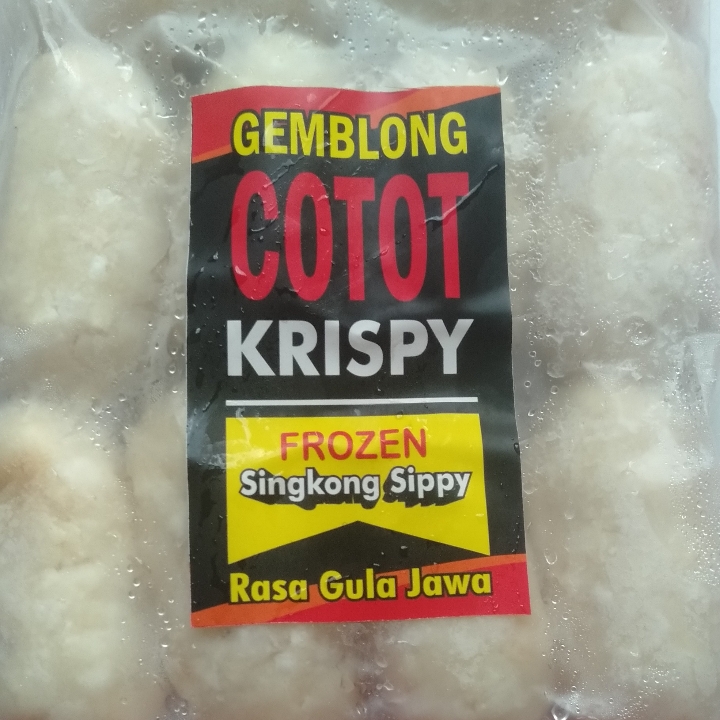 GEMBLONG
COTOT
KRISPY
FROZEN
Singkong Sippy
Rasa Gula Jawa